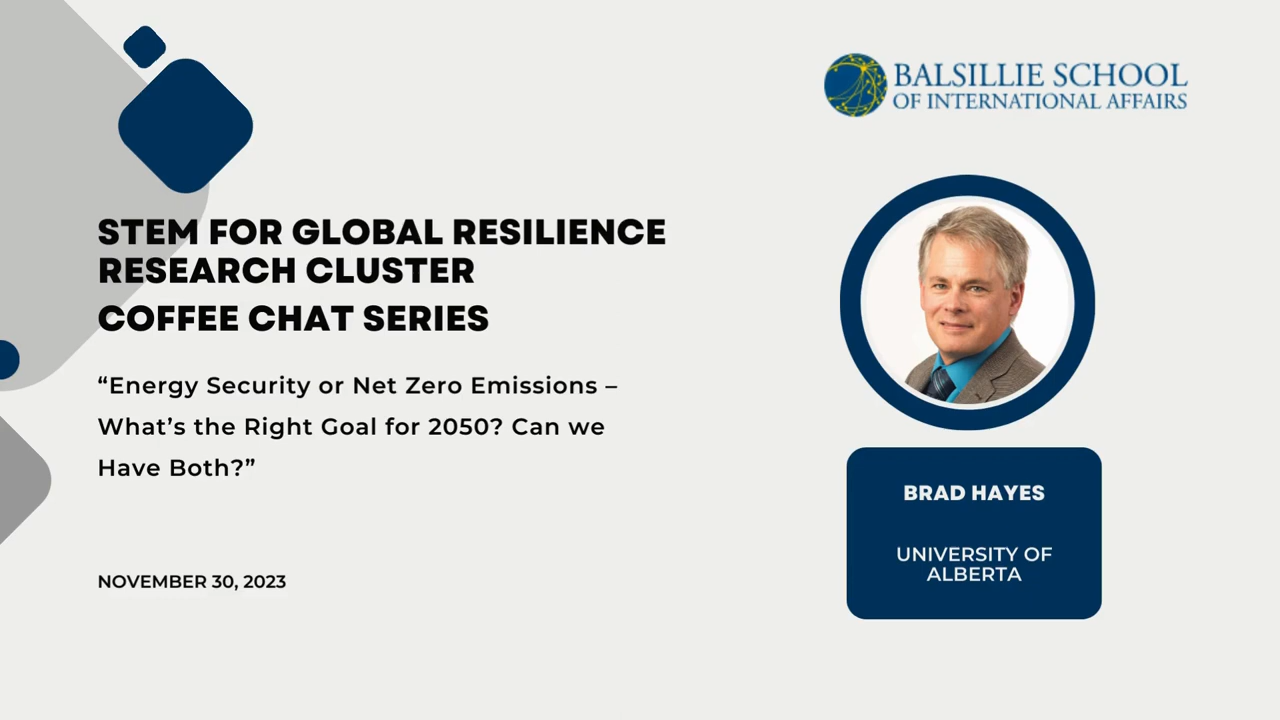 BALSILLIE SCHOOL
OF INTERNATIONAL AFFAIRS
STEM FOR GLOBAL RESILIENCE
RESEARCH CLUSTER
COFFEE CHAT SERIES
“Energy Security or Net Zero Emissions –
What’s the Right Goal for 2050? Can we
Have Both?”
NOVEMBER 30, 2023
BRAD HAYES
UNIVERSITY OF
ALBERTA